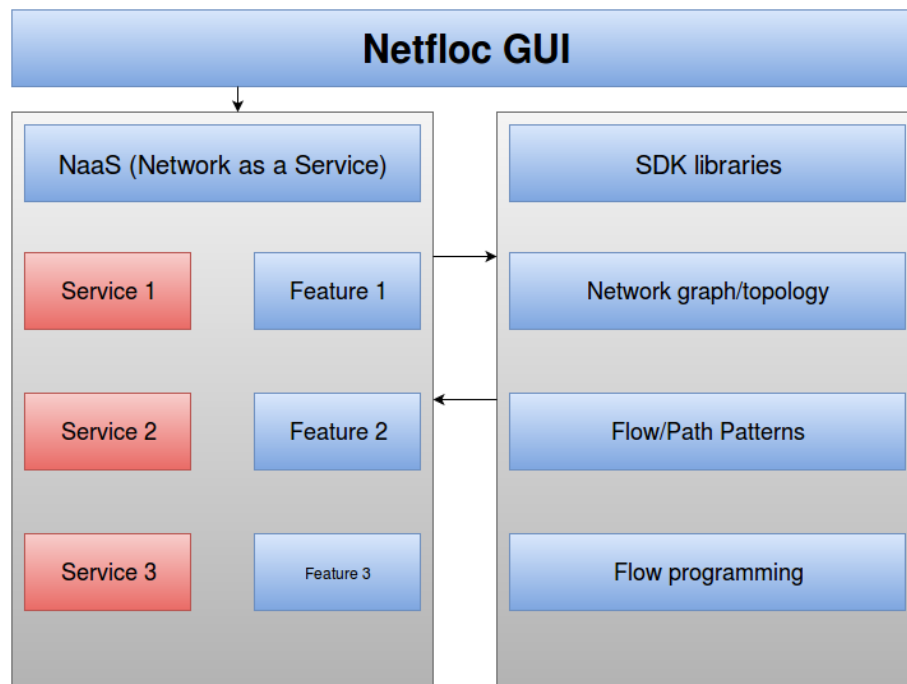 Netfloc GUI
NaaS (Network as a Service)
SDK libraries
Service 1
Feature 1
Network graph/topology
Service 2
Feature 2
Flow/Path Patterns
Service 3
Feature 3
Flow programming